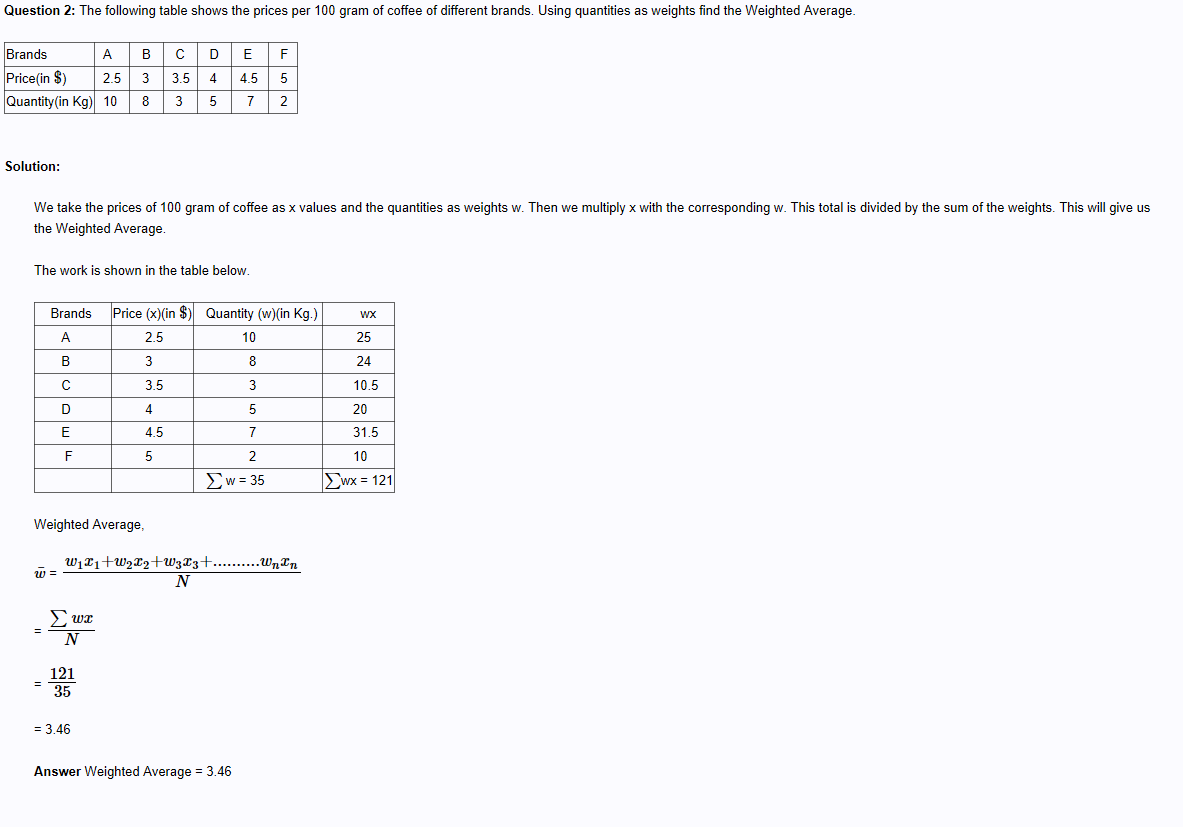 Question 2: The following table shows the prices per 100 gram of coffee of different brands. Using quantities as weights find the Weighted Average.
Brands A B C D E F
Price(in $) 2.5 3 3.5 4 4.5 5
Quantity(in Kg) 10 8 3 5 7 2
Solution:
We take the prices of 100 gram of coffee as x values and the quantities as weights w. Then we multiply x with the corresponding w. This total is divided by the sum of the weights. This will give us
the Weighted Average.
The work is shown in the table below.
Brands Price (x)(in $) Quantity (w)(in Kg.) wx
A 2.5 10 25
B 3 8 24
C 3.5 3 10.5
D 4 5 20
E 4.5 7 31.5
F 5 2 10
∑ w = 35 ∑wx = 121
Weighted Average,
w̄ = w₁x₁+w₂x₂+w₃x₃+..........wₙxₙ
N
= ∑ wx
N
= 121
35
= 3.46
Answer Weighted Average = 3.46